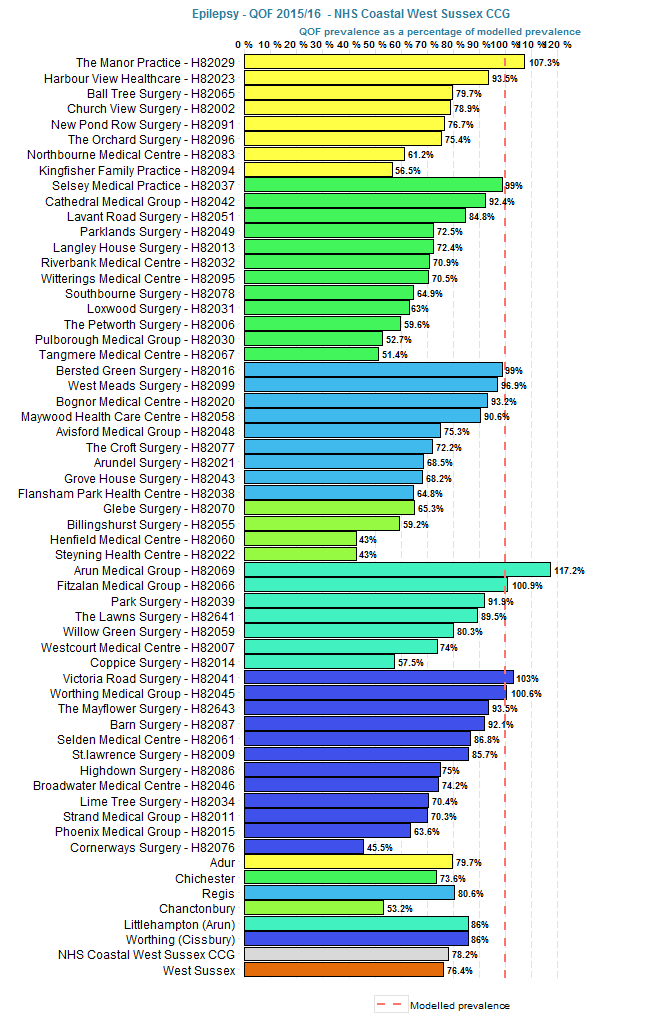 Epilepsy - QOF 2015/16 - NHS Coastal West Sussex CCG
QOF prevalence as a percentage of modelled prevalence
0 % 10 % 20 % 30 % 40 % 50 % 60 % 70 % 80 % 90 % 100 % 110 % 120 %
The Manor Practice - H82029 107.3%
Harbour View Healthcare - H82023 93.5%
Ball Tree Surgery - H82065 79.7%
Church View Surgery - H82002 78.9%
New Pond Row Surgery - H82091 76.7%
The Orchard Surgery - H82096 75.4%
Northbourne Medical Centre - H82083 61.2%
Kingfisher Family Practice - H82094 56.5%
Selsey Medical Practice - H82037 99%
Cathedral Medical Group - H82042 92.4%
Lavant Road Surgery - H82051 84.8%
Parklands Surgery - H82049 72.5%
Langley House Surgery - H82013 72.4%
Riverbank Medical Centre - H82032 70.9%
Witterings Medical Centre - H82095 70.5%
Southbourne Surgery - H82078 64.9%
Loxwood Surgery - H82031 63%
The Petworth Surgery - H82006 59.6%
Pulborough Medical Group - H82030 52.7%
Tangmere Medical Centre - H82067 51.4%
Bersted Green Surgery - H82016 99%
West Meads Surgery - H82099 96.9%
Bognor Medical Centre - H82020 93.2%
Maywood Health Care Centre - H82058 90.6%
Avisford Medical Group - H82048 75.3%
The Croft Surgery - H82077 72.2%
Arundel Surgery - H82021 68.5%
Grove House Surgery - H82043 68.2%
Flansham Park Health Centre - H82038 64.8%
Glebe Surgery - H82070 65.3%
Billingshurst Surgery - H82055 59.2%
Henfield Medical Centre - H82060 43%
Steyning Health Centre - H82022 43%
Arun Medical Group - H82069 117.2%
Fitzalan Medical Group - H82066 100.9%
Park Surgery - H82039 91.9%
The Lawns Surgery - H82641 89.5%
Willow Green Surgery - H82059 80.3%
Westcourt Medical Centre - H82007 74%
Coppice Surgery - H82014 57.5%
Victoria Road Surgery - H82041 103%
Worthing Medical Group - H82045 100.6%
The Mayflower Surgery - H82643 93.5%
Barn Surgery - H82087 92.1%
Selden Medical Centre - H82061 86.8%
St.lawrence Surgery - H82009 85.7%
Highdown Surgery - H82086 75%
Broadwater Medical Centre - H82046 74.2%
Lime Tree Surgery - H82034 70.4%
Strand Medical Group - H82011 70.3%
Phoenix Medical Group - H82015 63.6%
Cornerways Surgery - H82076 45.5%
Adur 79.7%
Chichester 73.6%
Regis 80.6%
Chanctonbury 53.2%
Littlehampton (Arun) 86%
Worthing (Cissbury) 86%
NHS Coastal West Sussex CCG 78.2%
West Sussex 76.4%
Modelled prevalence